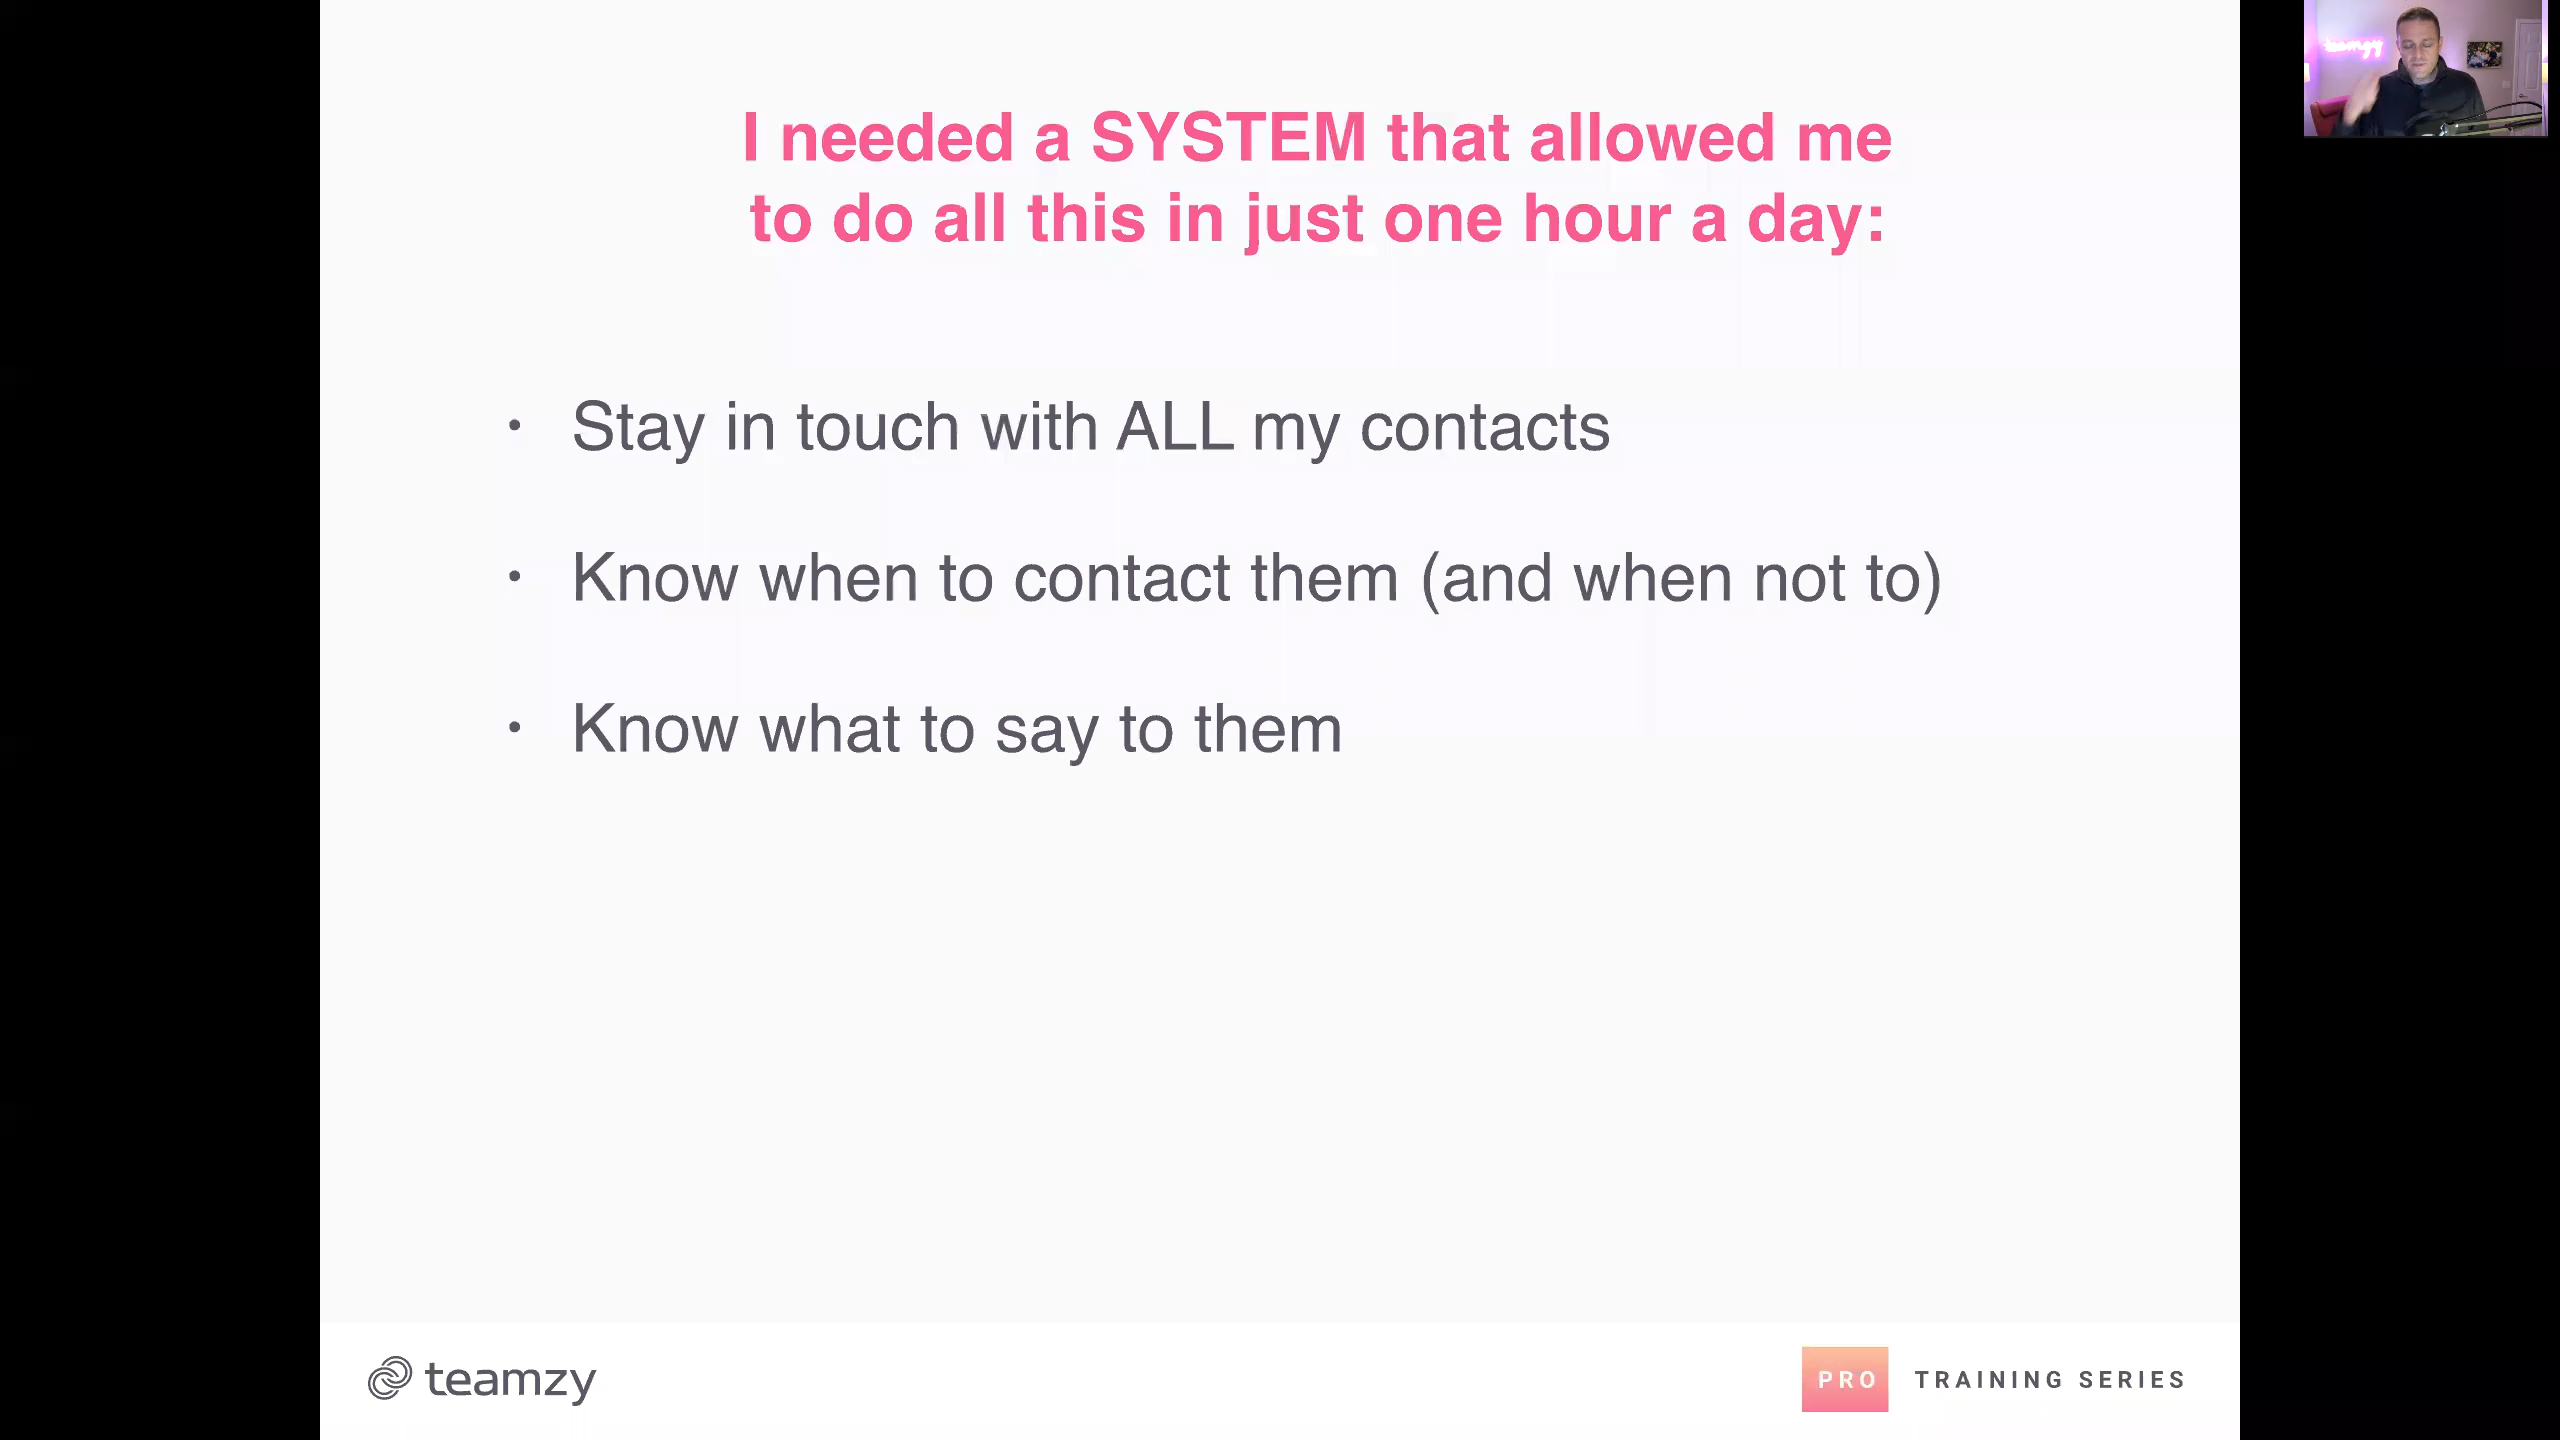 I needed a SYSTEM that allowed me
to do all this in just one hour a day:
• Stay in touch with ALL my contacts
• Know when to contact them (and when not to)
• Know what to say to them
teamzy
PRO TRAINING SERIES
teamzy